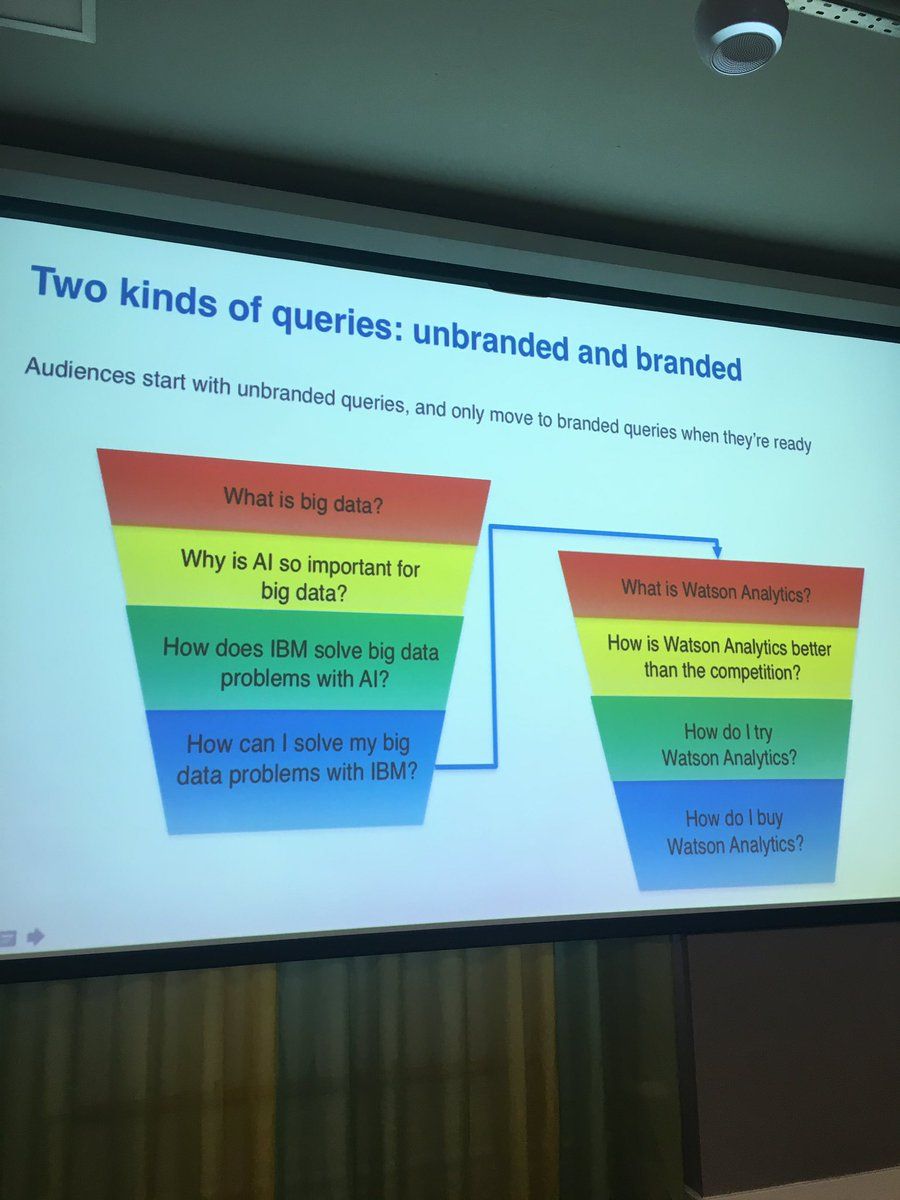 Two kinds of queries: unbranded and branded
Audiences start with unbranded queries, and only move to branded queries when they're ready
What is big data?
Why is AI so important for
big data?
How does IBM solve big data
problems with AI?
How can I solve my big
data problems with IBM?
What is Watson Analytics?
How is Watson Analytics better
than the competition?
How do I try
Watson Analytics?
How do I buy
Watson Analytics?